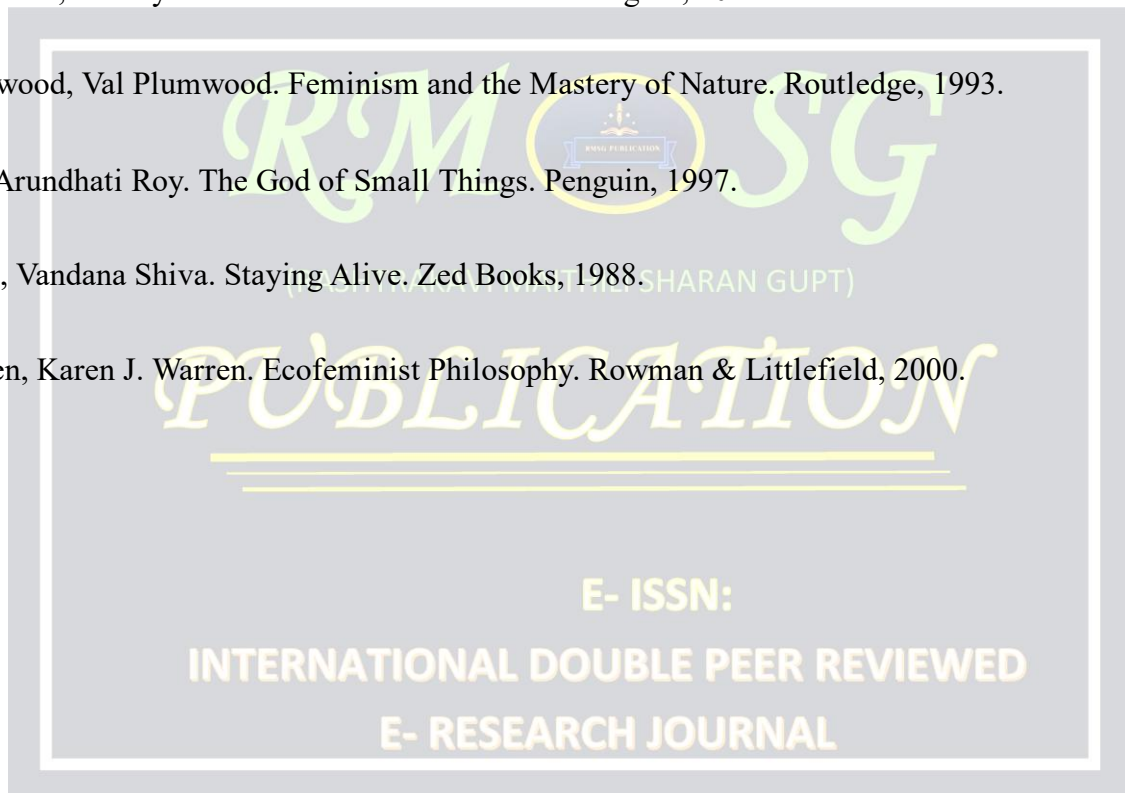 wood, Val Plumwood. Feminism and the Mastery of Nature. Routledge, 1993.
RM SG
RMSG PUBLICATION
Arundhati Roy. The God of Small Things. Penguin, 1997.
, Vandana Shiva. Staying Alive. Zed Books, 1988.
SHARAN GUPT)
en, Karen J. Warren. Ecofeminist Philosophy. Rowman & Littlefield, 2000.
PUBLICATION
E- ISSN:
INTERNATIONAL DOUBLE PEER REVIEWED
E- RESEARCH JOURNAL